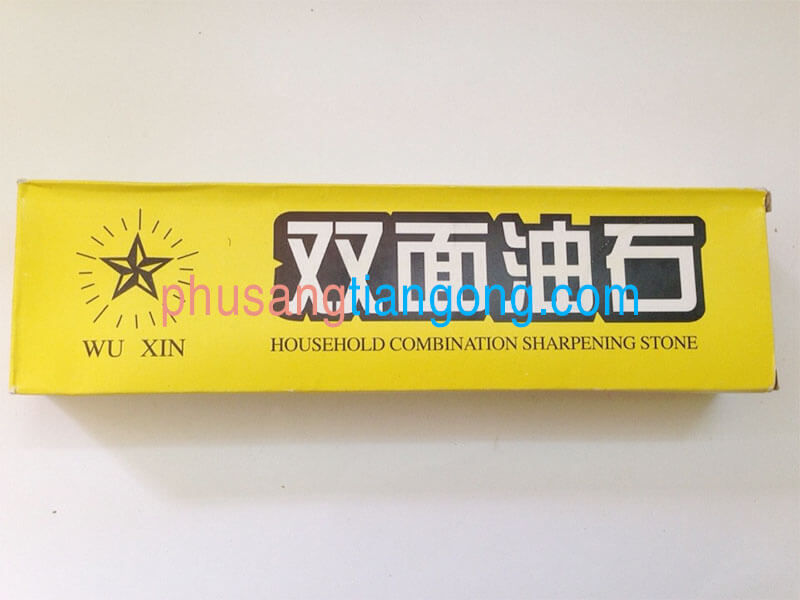 双面油石
phusangtiangong.com
WU XIN
HOUSEHOLD COMBINATION SHARPENING STONE